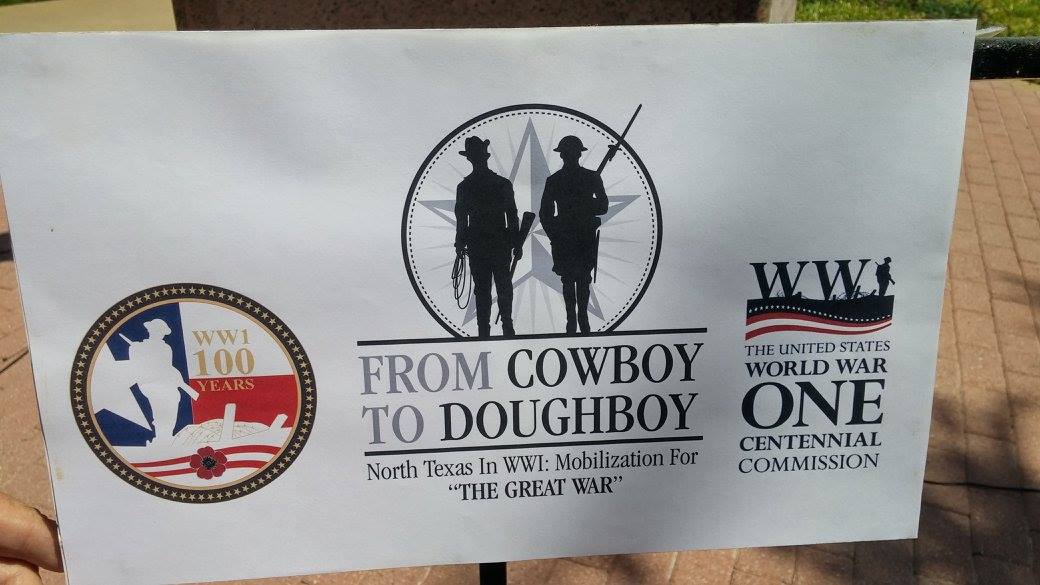 WW1
100
YEARS
FROM COWBOY
TO DOUGHBOY
North Texas In WWI: Mobilization For
“THE GREAT WAR”
WWI
THE UNITED STATES
WORLD WAR
ONE
CENTENNIAL
COMMISSION